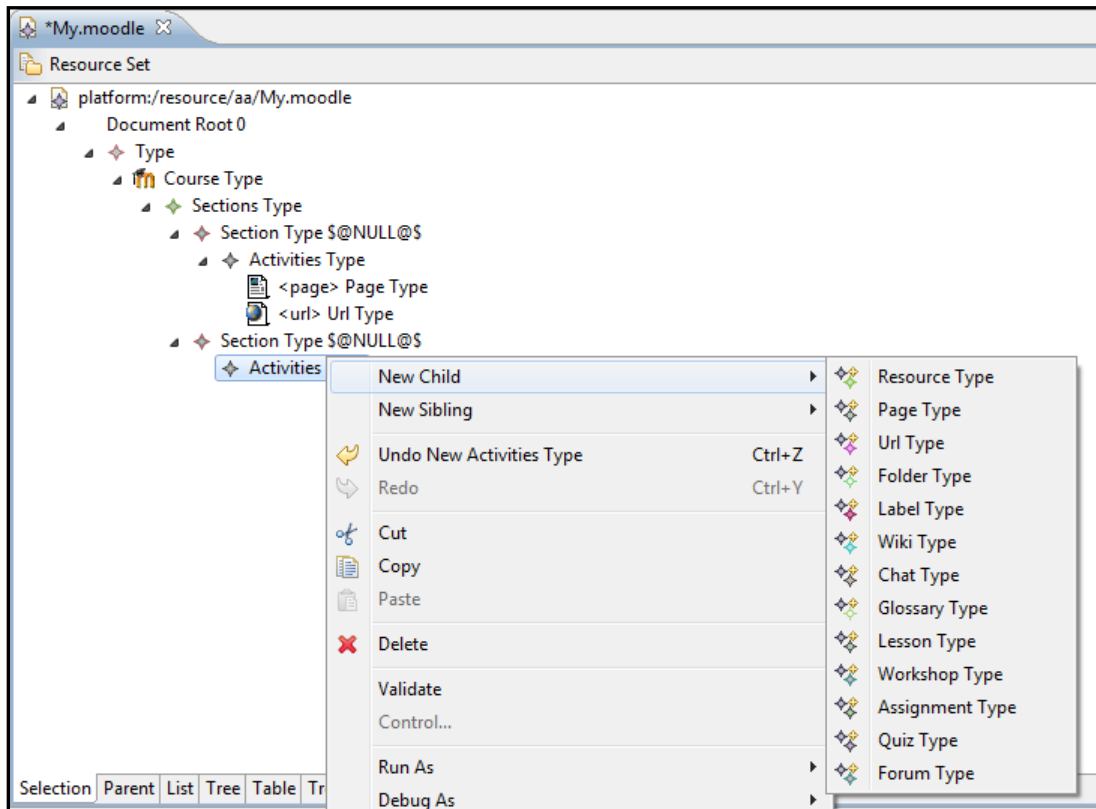 *My.moodle
Resource Set
platform:/resource/aa/My.moodle
Document Root 0
Type
Course Type
Sections Type
Section Type $@NULL@$
Activities Type
<page> Page Type
<url> Url Type
Section Type $@NULL@$
Activities
New Child
New Sibling
Undo New Activities Type Ctrl+Z
Redo Ctrl+Y
Cut
Copy
Paste
Delete
Validate
Control...
Run As
Debug As
Resource Type
Page Type
Url Type
Folder Type
Label Type
Wiki Type
Chat Type
Glossary Type
Lesson Type
Workshop Type
Assignment Type
Quiz Type
Forum Type
Selection Parent List Tree Table Tr